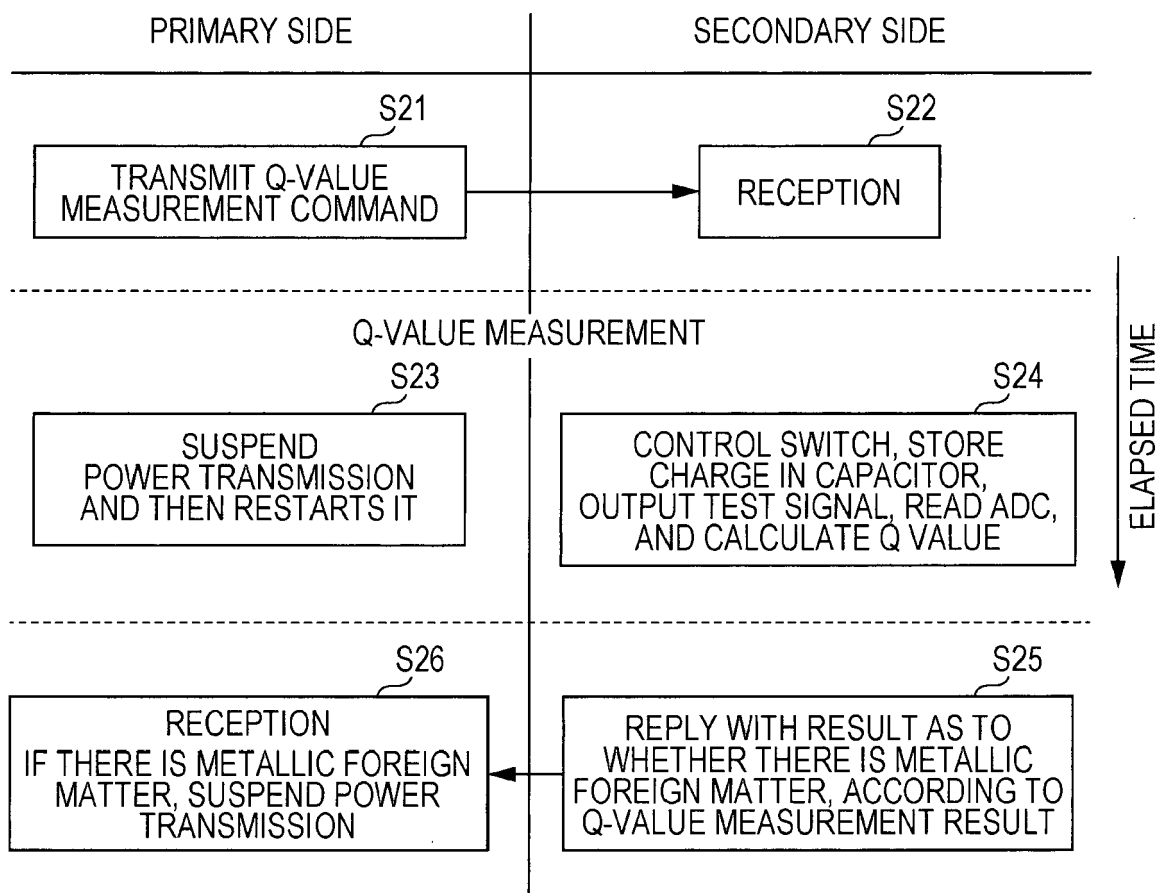 PRIMARY SIDE
SECONDARY SIDE
S21
TRANSMIT Q-VALUE
MEASUREMENT COMMAND
S22
RECEPTION
Q-VALUE MEASUREMENT
S23
SUSPEND
POWER TRANSMISSION
AND THEN RESTARTS IT
S24
CONTROL SWITCH, STORE
CHARGE IN CAPACITOR,
OUTPUT TEST SIGNAL, READ ADC,
AND CALCULATE Q VALUE
ELAPSED TIME
S26
RECEPTION
IF THERE IS METALLIC FOREIGN
MATTER, SUSPEND POWER
TRANSMISSION
S25
REPLY WITH RESULT AS TO
WHETHER THERE IS METALLIC
FOREIGN MATTER, ACCORDING TO
Q-VALUE MEASUREMENT RESULT